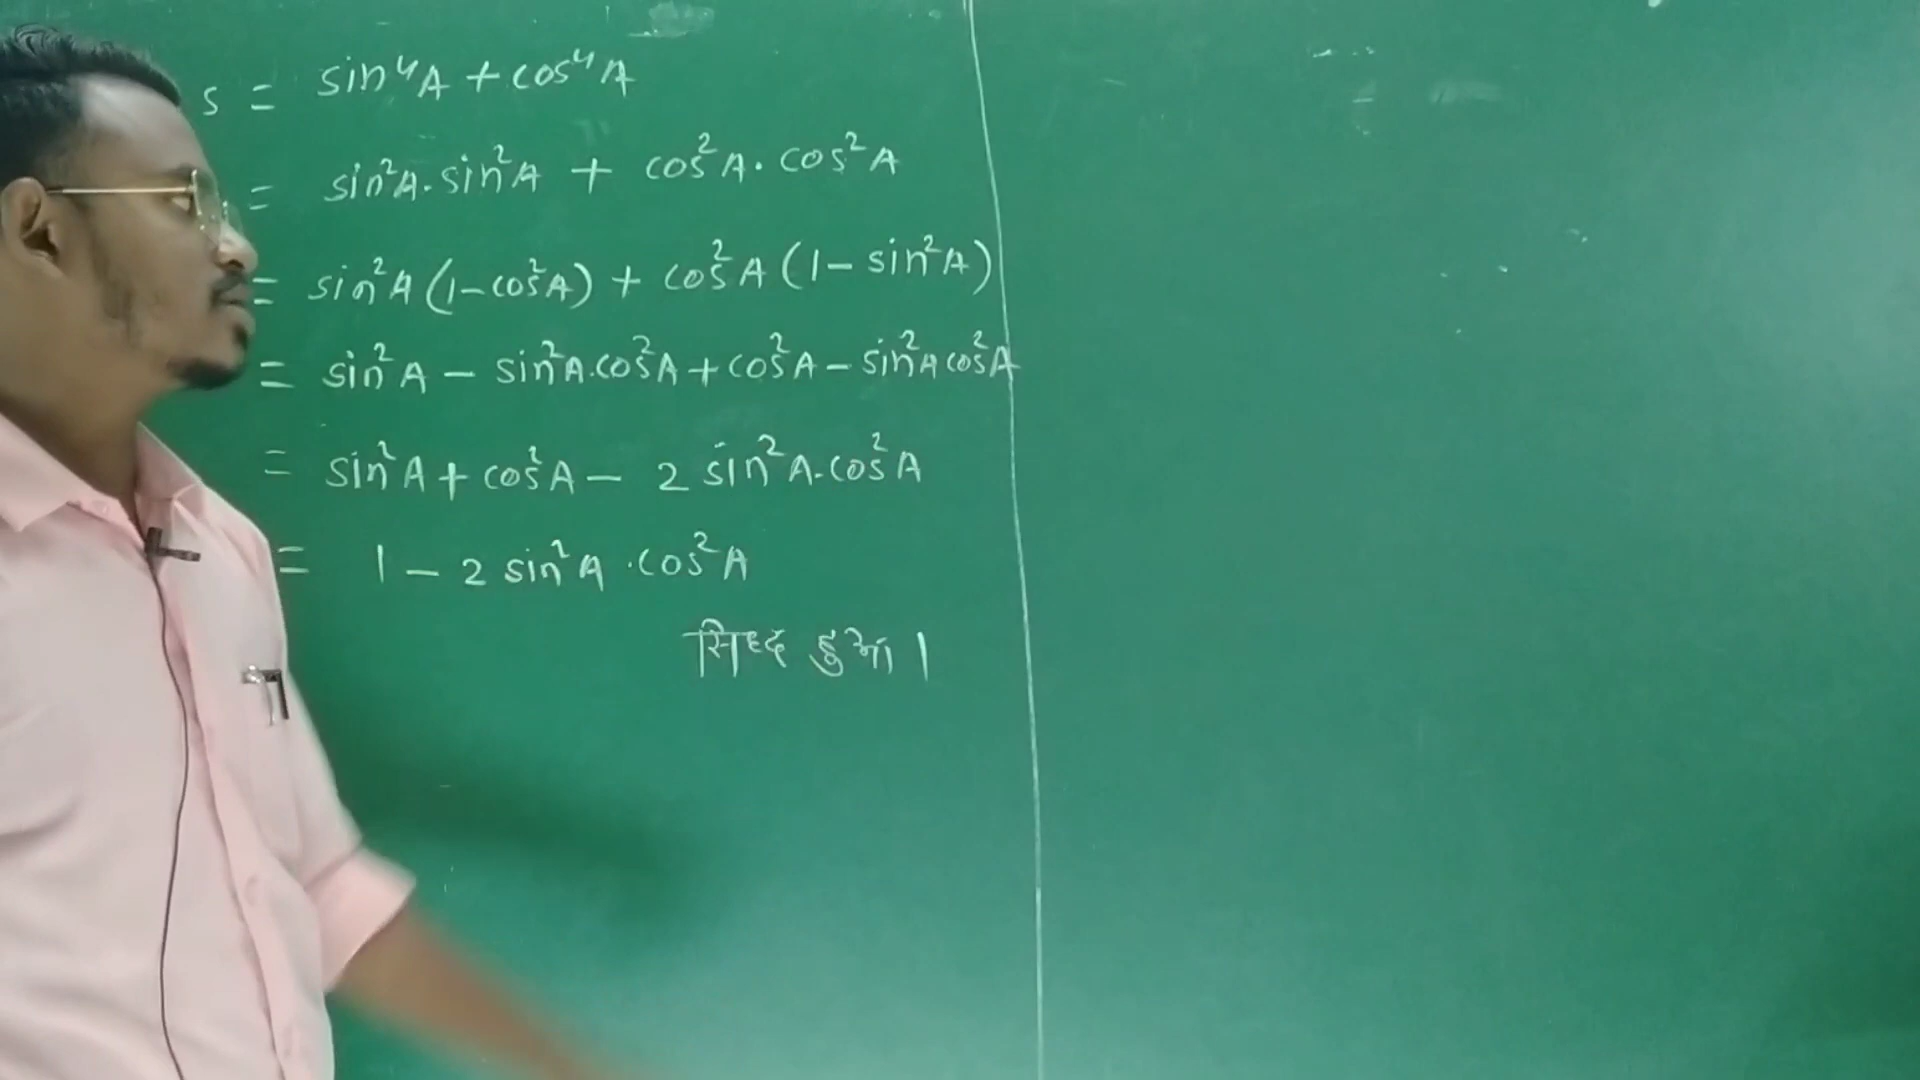 S = sin⁴A + cos⁴A
= sin²A. sin²A + cos²A. cos²A
= sin²A (1-cos²A) + cos²A (1- sin²A)
= sin²A - sin²A.cos²A + cos²A - sin²A cos²A
= sin²A + cos²A - 2 sin²A.cos²A
= 1 - 2 sin²A .cos²A
सिध्द हुआ।